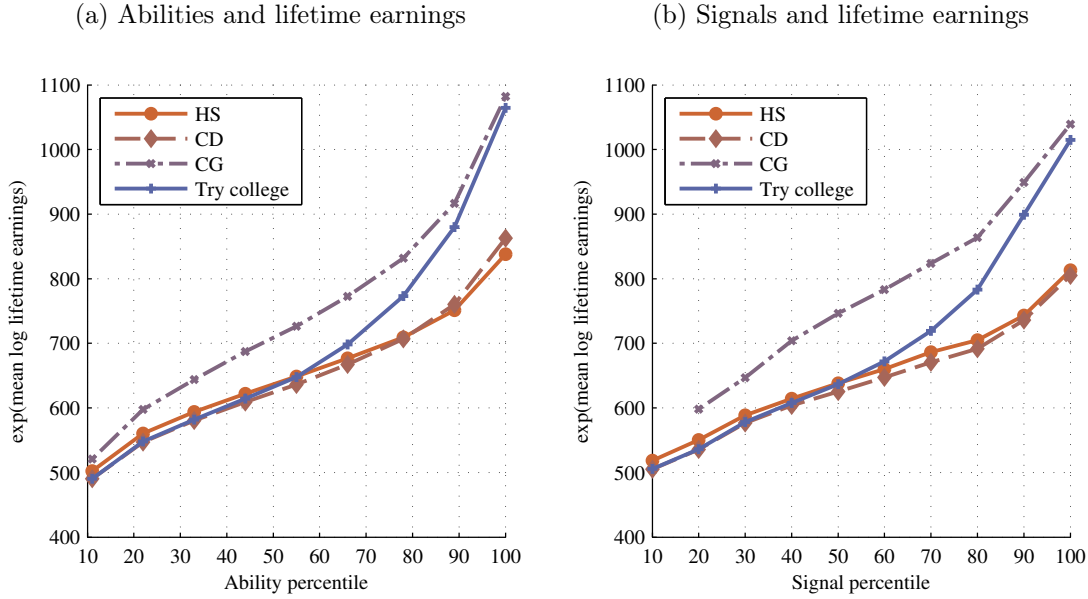 (a) Abilities and lifetime earnings
1100
1000
900
800
700
600
500
400
10 20 30 40 50 60 70 80 90 100
exp(mean log lifetime earnings)
Ability percentile
HS
CD
CG
Try college
(b) Signals and lifetime earnings
1100
1000
900
800
700
600
500
400
10 20 30 40 50 60 70 80 90 100
exp(mean log lifetime earnings)
Signal percentile
HS
CD
CG
Try college